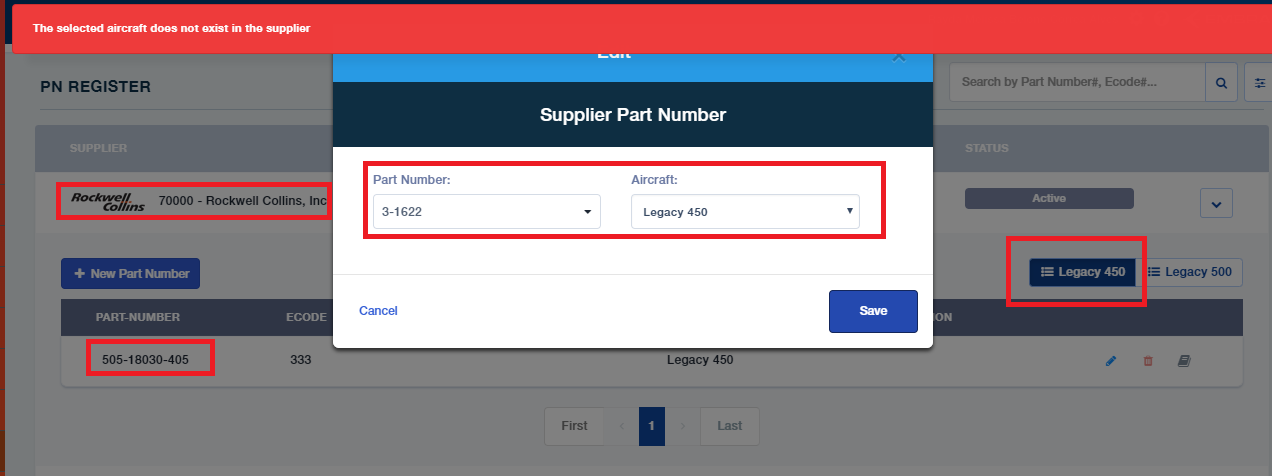 The selected aircraft does not exist in the supplier
Edit
PN REGISTER
Search by Part Number#, Ecode#...
Supplier Part Number
SUPPLIER
STATUS
Rockwell
Collins
70000 - Rockwell Collins, Inc
Active
Part Number:
Aircraft:
3-1622
Legacy 450
New Part Number
Legacy 450
Legacy 500
Cancel
Save
PART-NUMBER
ECODE
ION
505-18030-405
333
Legacy 450
First
<
1
>
Last